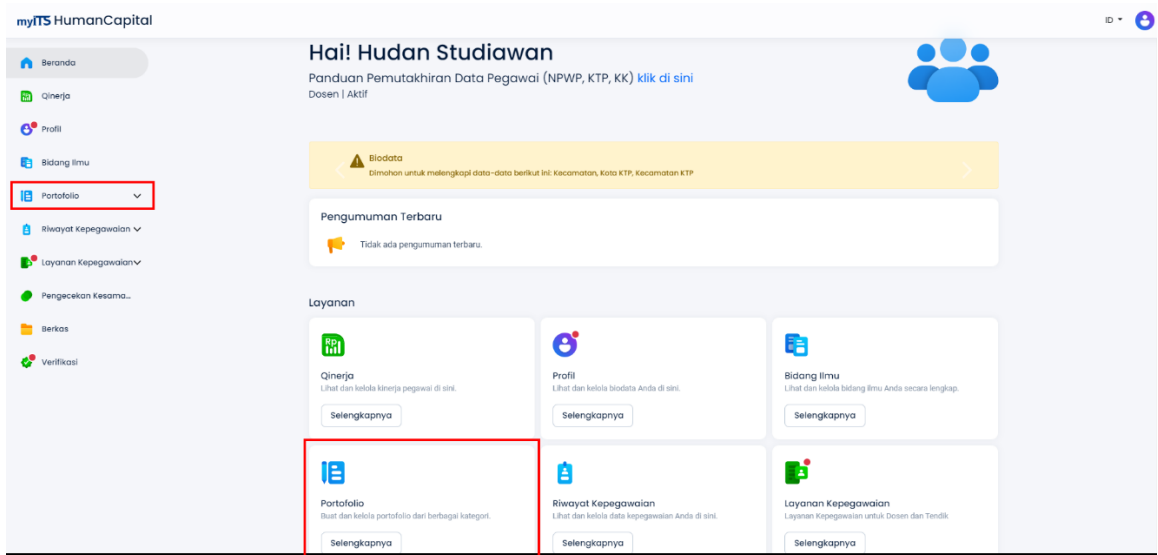 myITS HumanCapital
ID
Beranda
Qinerja
Profil
Bidang Ilmu
Portofolio
Riwayat Kepegawaian
Layanan Kepegawaian
Pengecekan Kesama...
Berkas
Verifikasi
Hai! Hudan Studiawan
Panduan Pemutakhiran Data Pegawai (NPWP, KTP, KK) klik di sini
Dosen | Aktif
Biodata
Dimohon untuk melengkapi data-data berikut ini: Kecamatan, Kota KTP, Kecamatan KTP
Pengumuman Terbaru
Tidak ada pengumuman terbaru.
Layanan
Qinerja
Lihat dan kelola kinerja pegawai di sini.
Selengkapnya
Profil
Lihat dan kelola biodata Anda di sini.
Selengkapnya
Bidang Ilmu
Lihat dan kelola bidang ilmu Anda secara lengkap.
Selengkapnya
Portofolio
Buat dan kelola portofolio dari berbagai kategori.
Selengkapnya
Riwayat Kepegawaian
Lihat dan kelola data kepegawaian Anda di sini.
Selengkapnya
Layanan Kepegawaian
Layanan Kepegawaian untuk Dosen dan Tendik
Selengkapnya